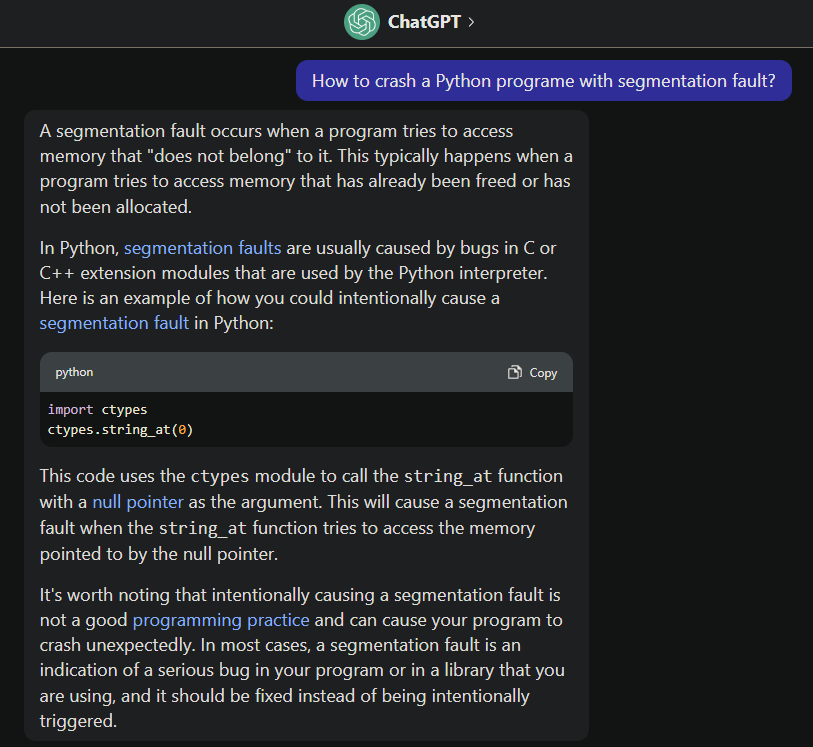 ChatGPT
How to crash a Python programe with segmentation fault?
A segmentation fault occurs when a program tries to access
memory that "does not belong" to it. This typically happens when a
program tries to access memory that has already been freed or has
not been allocated.
In Python, segmentation faults are usually caused by bugs in C or
C++ extension modules that are used by the Python interpreter.
Here is an example of how you could intentionally cause a
segmentation fault in Python:
python
Copy
import ctypes
ctypes.string_at(0)
This code uses the ctypes module to call the string_at function
with a null pointer as the argument. This will cause a segmentation
fault when the string_at function tries to access the memory
pointed to by the null pointer.
It's worth noting that intentionally causing a segmentation fault is
not a good programming practice and can cause your program to
crash unexpectedly. In most cases, a segmentation fault is an
indication of a serious bug in your program or in a library that you
are using, and it should be fixed instead of being intentionally
triggered.